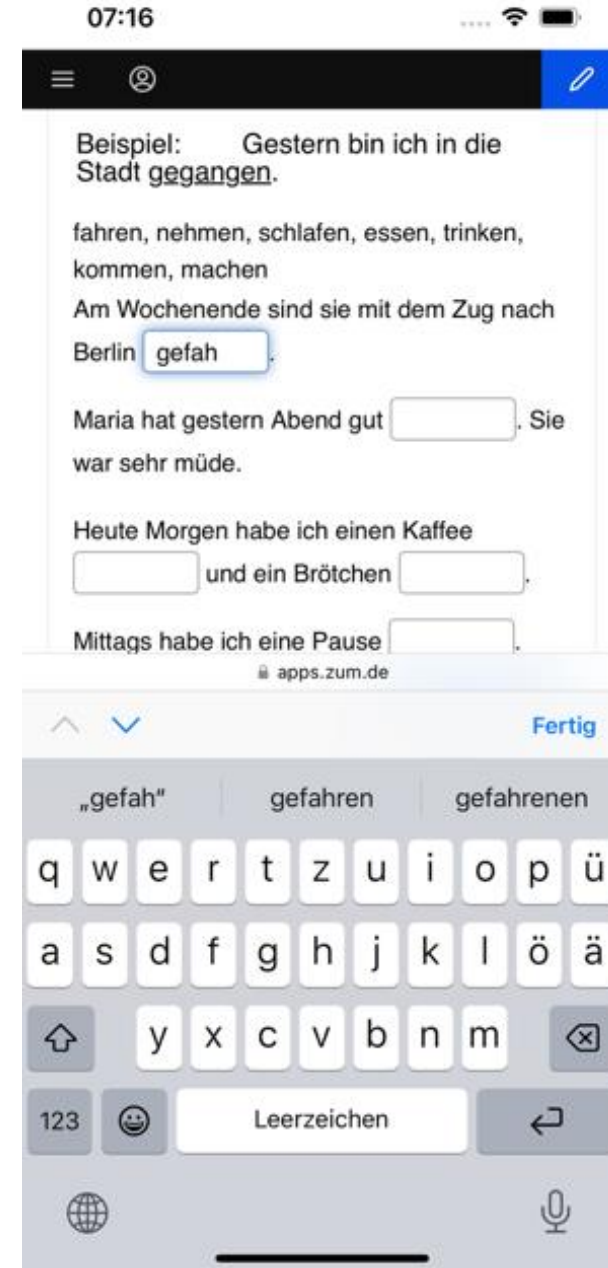 07:16
Beispiel: Gestern bin ich in die
Stadt gegangen.
fahren, nehmen, schlafen, essen, trinken,
kommen, machen
Am Wochenende sind sie mit dem Zug nach
Berlin gefah.
Maria hat gestern Abend gut . Sie
war sehr müde.
Heute Morgen habe ich einen Kaffee
und ein Brötchen .
Mittags habe ich eine Pause .
apps.zum.de
Fertig
„gefah“ gefahren gefahrenen
q w e r t z u i o p ü
a s d f g h j k l ö ä
y x c v b n m
123 Leerzeichen